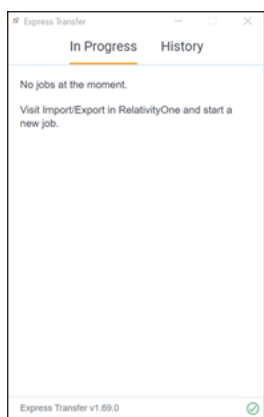 Express Transfer
In Progress History
No jobs at the moment.
Visit Import/Export in RelativityOne and start a
new job.
Express Transfer v1.69.0